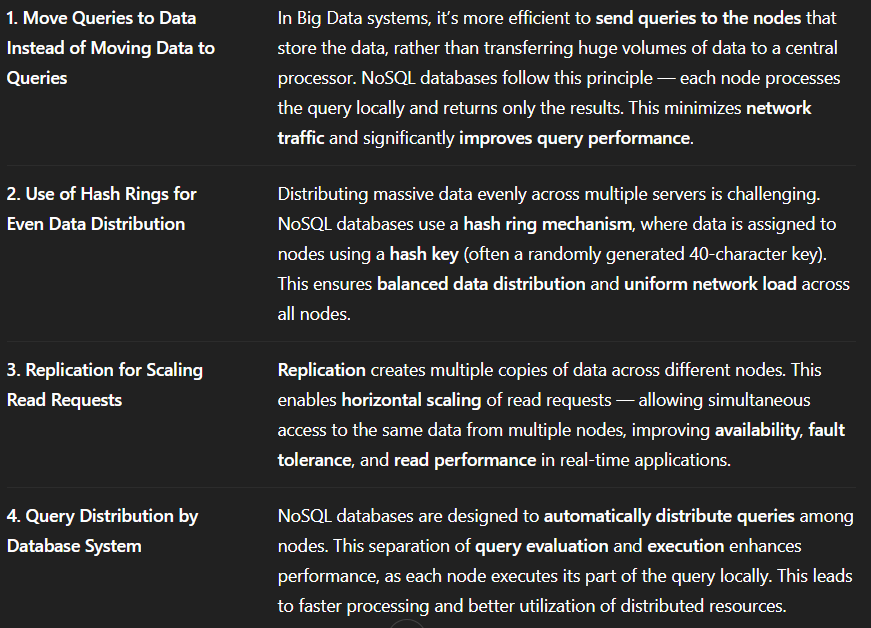 1. Move Queries to Data
Instead of Moving Data to
Queries
In Big Data systems, it’s more efficient to send queries to the nodes that
store the data, rather than transferring huge volumes of data to a central
processor. NoSQL databases follow this principle — each node processes
the query locally and returns only the results. This minimizes network
traffic and significantly improves query performance.
2. Use of Hash Rings for
Even Data Distribution
Distributing massive data evenly across multiple servers is challenging.
NoSQL databases use a hash ring mechanism, where data is assigned to
nodes using a hash key (often a randomly generated 40-character key).
This ensures balanced data distribution and uniform network load across
all nodes.
3. Replication for Scaling
Read Requests
Replication creates multiple copies of data across different nodes. This
enables horizontal scaling of read requests — allowing simultaneous
access to the same data from multiple nodes, improving availability, fault
tolerance, and read performance in real-time applications.
4. Query Distribution by
Database System
NoSQL databases are designed to automatically distribute queries among
nodes. This separation of query evaluation and execution enhances
performance, as each node executes its part of the query locally. This leads
to faster processing and better utilization of distributed resources.